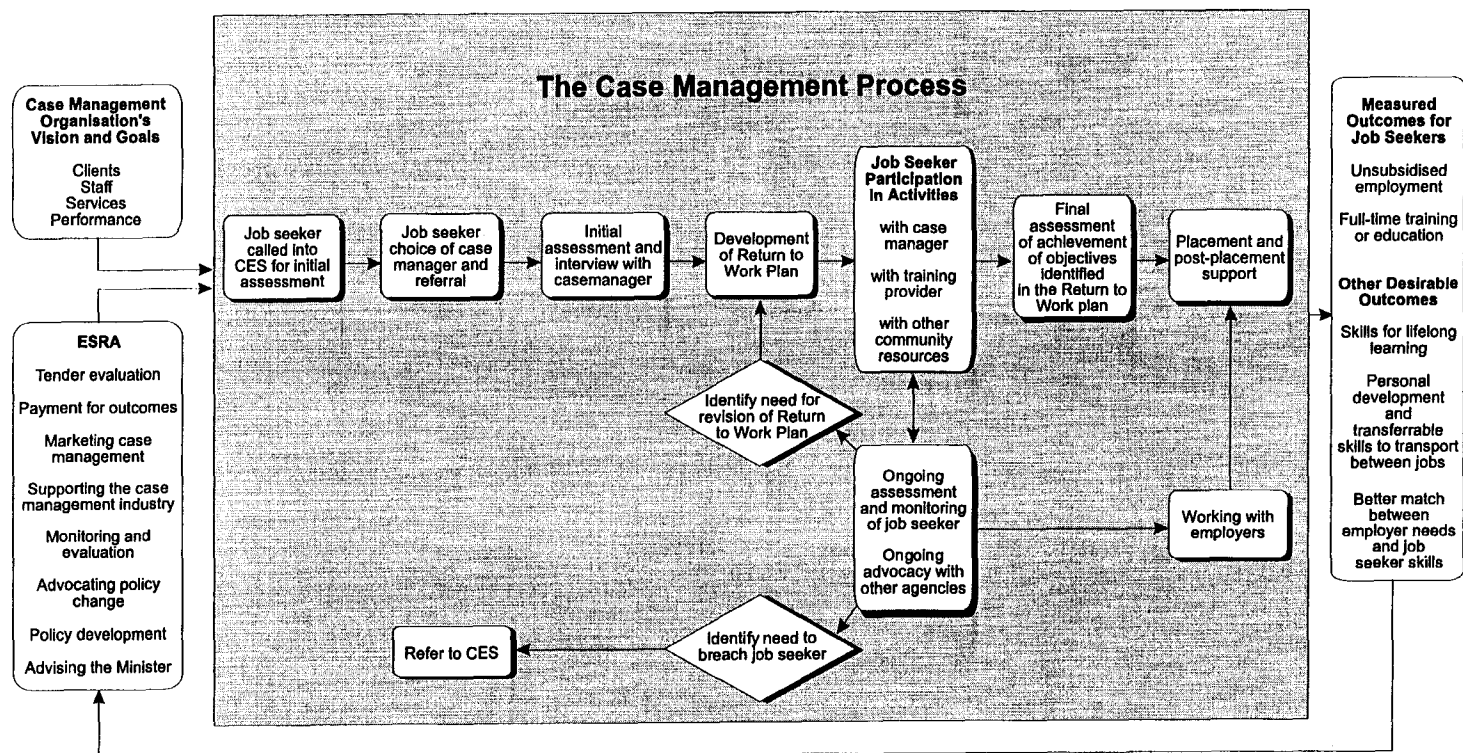 The Case Management Process
Case Management
Organisation's
Vision and Goals
Clients
Staff
Services
Performance
ESRA
Tender evaluation
Payment for outcomes
Marketing case
management
Supporting the case
management industry
Monitoring and
evaluation
Advocating policy
change
Policy development
Advising the Minister
Job seeker
called into
CES for initial
assessment
Job seeker
choice of case
manager and
referral
Initial
assessment and
interview with
casemanager
Development
of Return to
Work Plan
Job Seeker
Participation
in Activities
with case
manager
with training
provider
with other
community
resources
Final
assessment
of achievement
of objectives
identified
in the Return to
Work plan
Placement and
post-placement
support
Identify need for
revision of Return
to Work Plan
Ongoing
assessment
and monitoring
of job seeker
Ongoing
advocacy with
other agencies
Working with
employers
Identify need to
breach job seeker
Refer to CES
Measured
Outcomes for
Job Seekers
Unsubsidised
employment
Full-time training
or education
Other Desirable
Outcomes
Skills for lifelong
learning
Personal
development
and
transferrable
skills to transport
between jobs
Better match
between
employer needs
and job
seeker skills